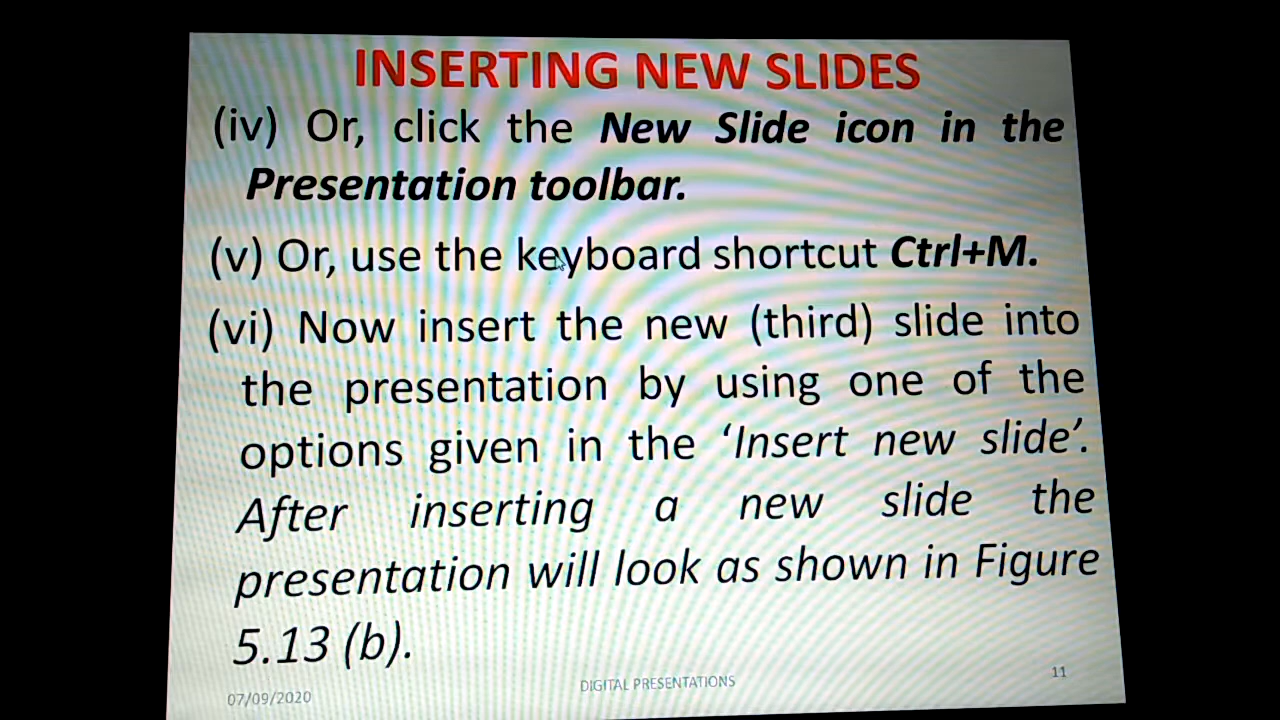 INSERTING NEW SLIDES
(iv) Or, click the New Slide icon in the
Presentation toolbar.
(v) Or, use the keyboard shortcut Ctrl+M.
(vi) Now insert the new (third) slide into
the presentation by using one of the
options given in the ‘Insert new slide’.
After inserting a new slide the
presentation will look as shown in Figure
5.13 (b).
07/09/2020
DIGITAL PRESENTATIONS
11